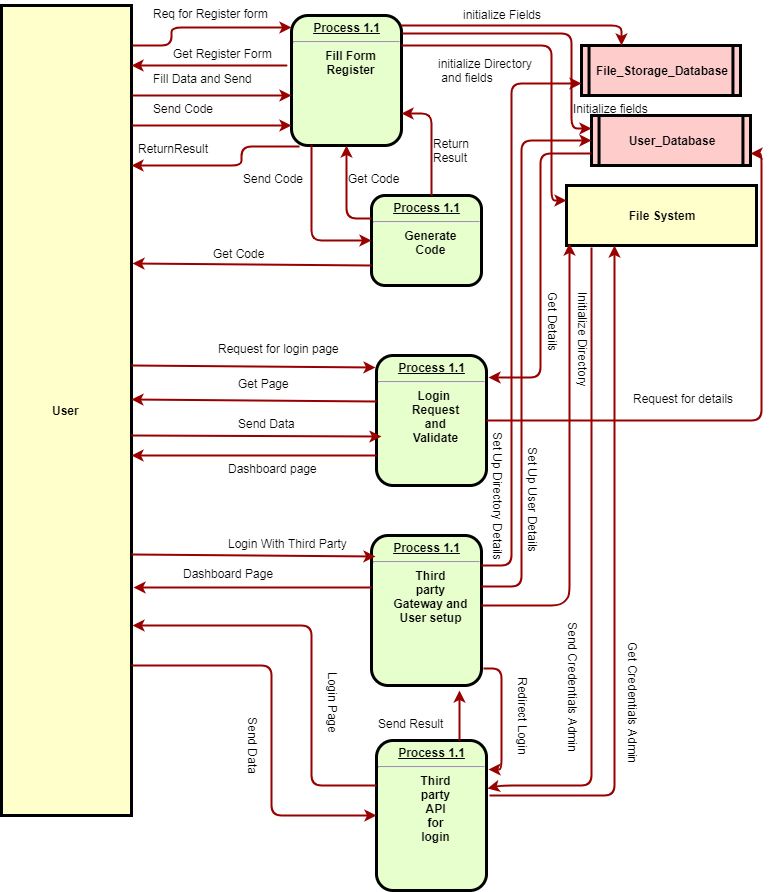 Req for Register form
Get Register Form
Fill Data and Send
Send Code
ReturnResult
Process 1.1
Fill Form
Register
initialize Fields
initialize Directory
and fields
File_Storage_Database
Initialize fields
User_Database
File System
Send Code
Get Code
Return
Result
Process 1.1
Generate
Code
Get Code
User
Request for login page
Get Page
Send Data
Dashboard page
Process 1.1
Login
Request
and
Validate
Get Details
Initialize Directory
Request for details
Set Up Directory Details
Set Up User Details
Login With Third Party
Dashboard Page
Process 1.1
Third
party
Gateway and
User setup
Send Credentials Admin
Get Credentials Admin
Login Page
Send Data
Send Result
Redirect Login
Process 1.1
Third
party
API
for
login